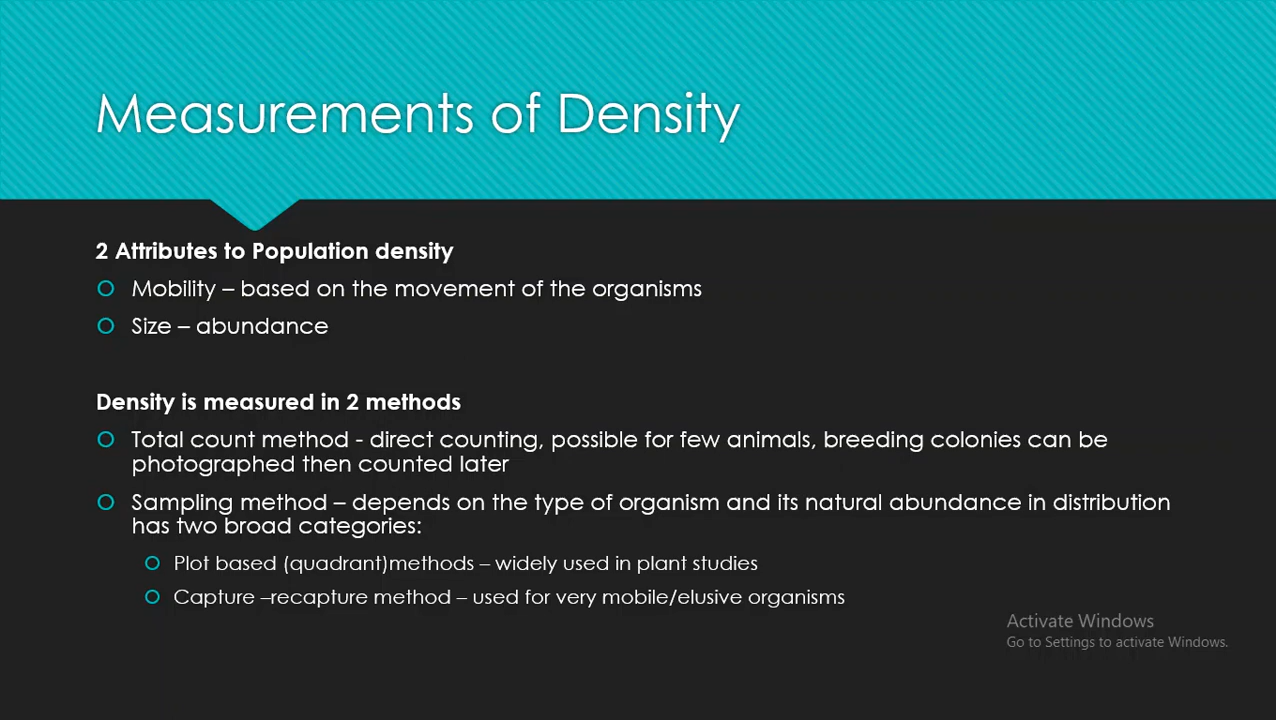 Measurements of Density
2 Attributes to Population density
Mobility – based on the movement of the organisms
Size – abundance
Density is measured in 2 methods
Total count method - direct counting, possible for few animals, breeding colonies can be
photographed then counted later
Sampling method – depends on the type of organism and its natural abundance in distribution
has two broad categories:
Plot based (quadrant)methods – widely used in plant studies
Capture –recapture method – used for very mobile/elusive organisms
Activate Windows
Go to Settings to activate Windows.